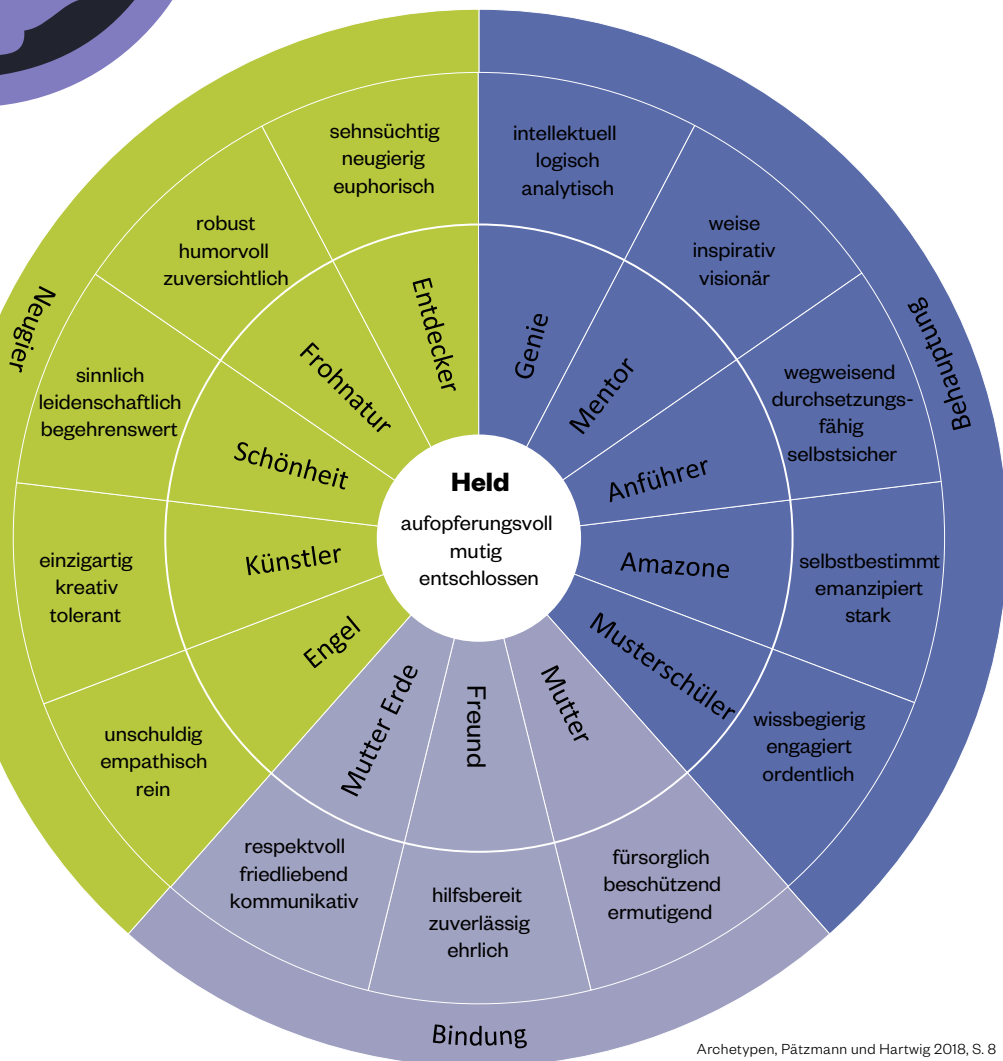 Neugier
Behauptung
Bindung
sehnsüchtig
neugierig
euphorisch
Entdecker
intellektuell
logisch
analytisch
Genie
weise
inspirativ
visionär
Mentor
wegweisend
durchsetzungs-
fähig
selbstsicher
Anführer
selbstbestimmt
emanzipiert
stark
Amazone
wissbegierig
engagiert
ordentlich
Musterschüler
fürsorglich
beschützend
ermutigend
Mutter
hilfsbereit
zuverlässig
ehrlich
Freund
respektvoll
friedliebend
kommunikativ
Mutter Erde
unschuldig
empathisch
rein
Engel
einzigartig
kreativ
tolerant
Künstler
sinnlich
leidenschaftlich
begehrenswert
Schönheit
robust
humorvoll
zuversichtlich
Frohnatur
Held
aufopferungsvoll
mutig
entschlossen
Archetypen, Pätzmann und Hartwig 2018, S. 8